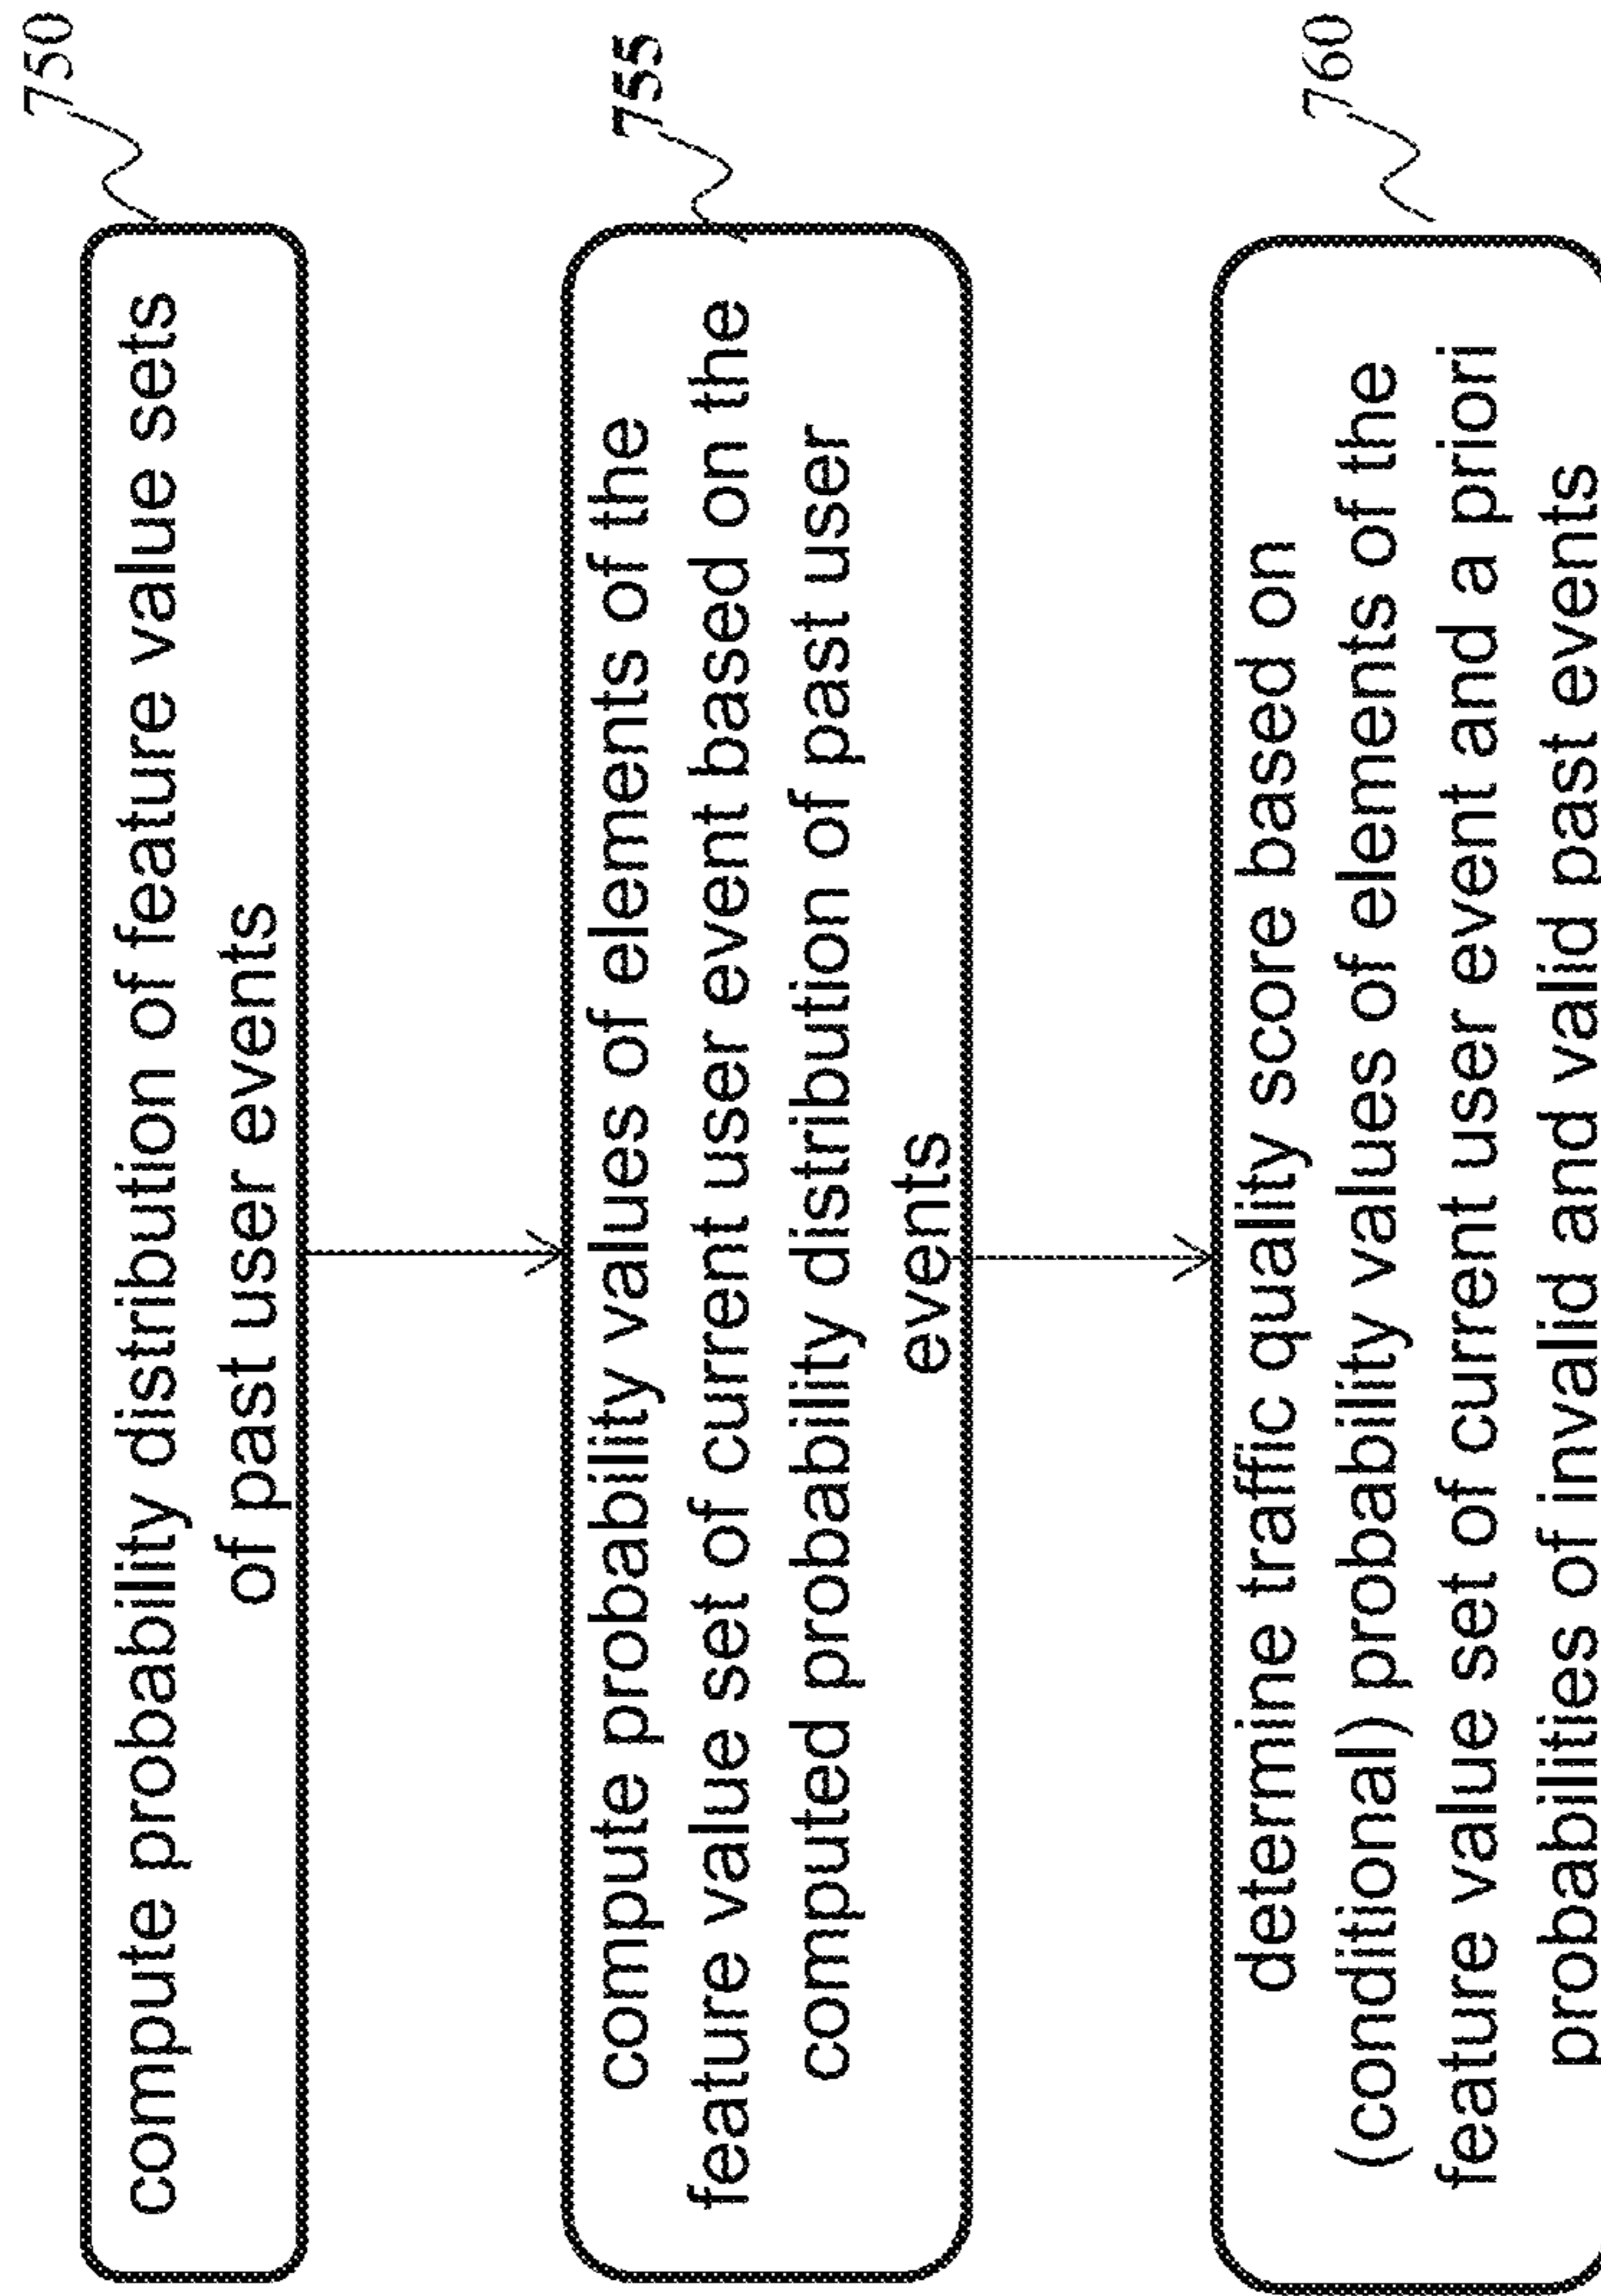 750
compute probability distribution of feature value sets
of past user events
755
compute probability values of elements of the
feature value set of current user event based on the
computed probability distribution of past user
events
760
determine traffic quality score based on
(conditional) probability values of elements of the
feature value set of current user event and a priori
probabilities of invalid and valid past events